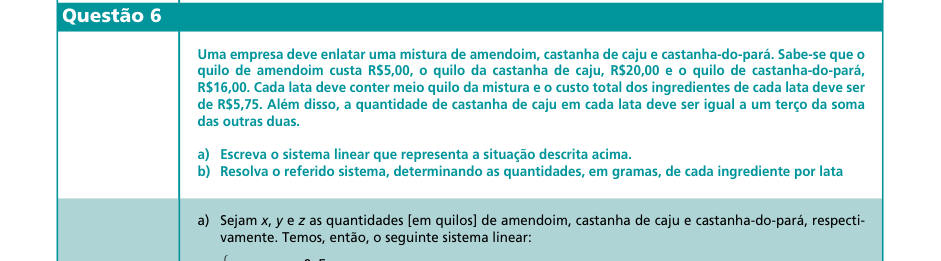 Questão 6
Uma empresa deve enlatar uma mistura de amendoim, castanha de caju e castanha-do-pará. Sabe-se que o
quilo de amendoim custa R$5,00, o quilo da castanha de caju, R$20,00 e o quilo de castanha-do-pará,
R$16,00. Cada lata deve conter meio quilo da mistura e o custo total dos ingredientes de cada lata deve ser
de R$5,75. Além disso, a quantidade de castanha de caju em cada lata deve ser igual a um terço da soma
das outras duas.
a) Escreva o sistema linear que representa a situação descrita acima.
b) Resolva o referido sistema, determinando as quantidades, em gramas, de cada ingrediente por lata
a) Sejam x, y e z as quantidades [em quilos] de amendoim, castanha de caju e castanha-do-pará, respecti-
vamente. Temos, então, o seguinte sistema linear: